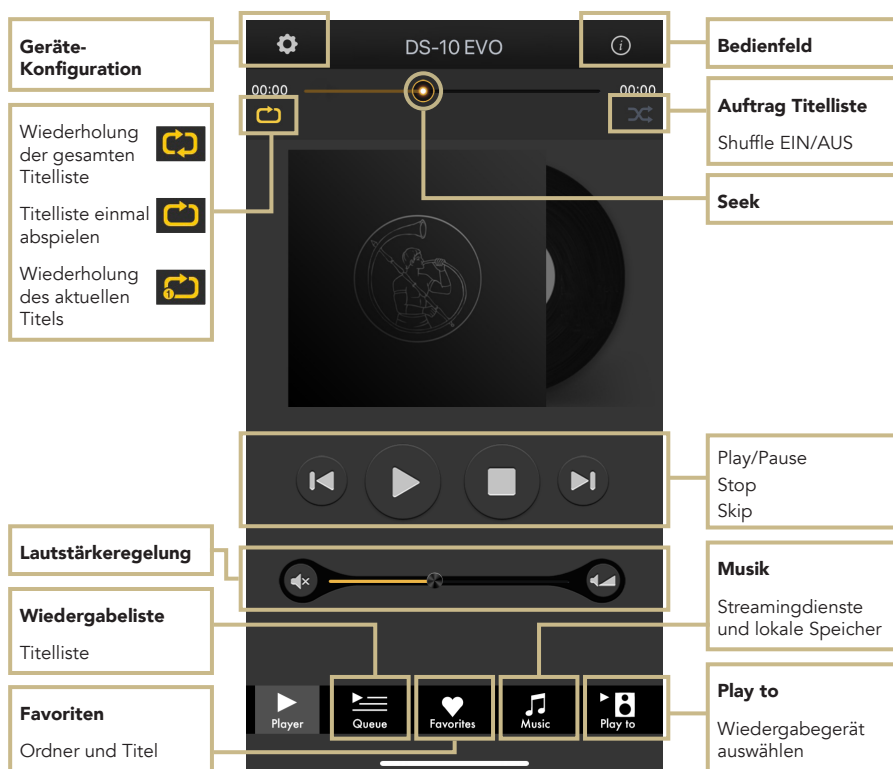 Geräte-
Konfiguration
Wiederholung
der gesamten
Titelliste
Titelliste einmal
abspielen
Wiederholung
des aktuellen
Titels
1
Lautstärkeregelung
Wiedergabeliste
Titelliste
Favoriten
Ordner und Titel
DS-10 EVO
i
00:00
00:00
Player
Queue
Favorites
Music
Play to
Bedienfeld
Auftrag Titelliste
Shuffle EIN/AUS
Seek
Play/Pause
Stop
Skip
Musik
Streamingdienste
und lokale Speicher
Play to
Wiedergabegerät
auswählen